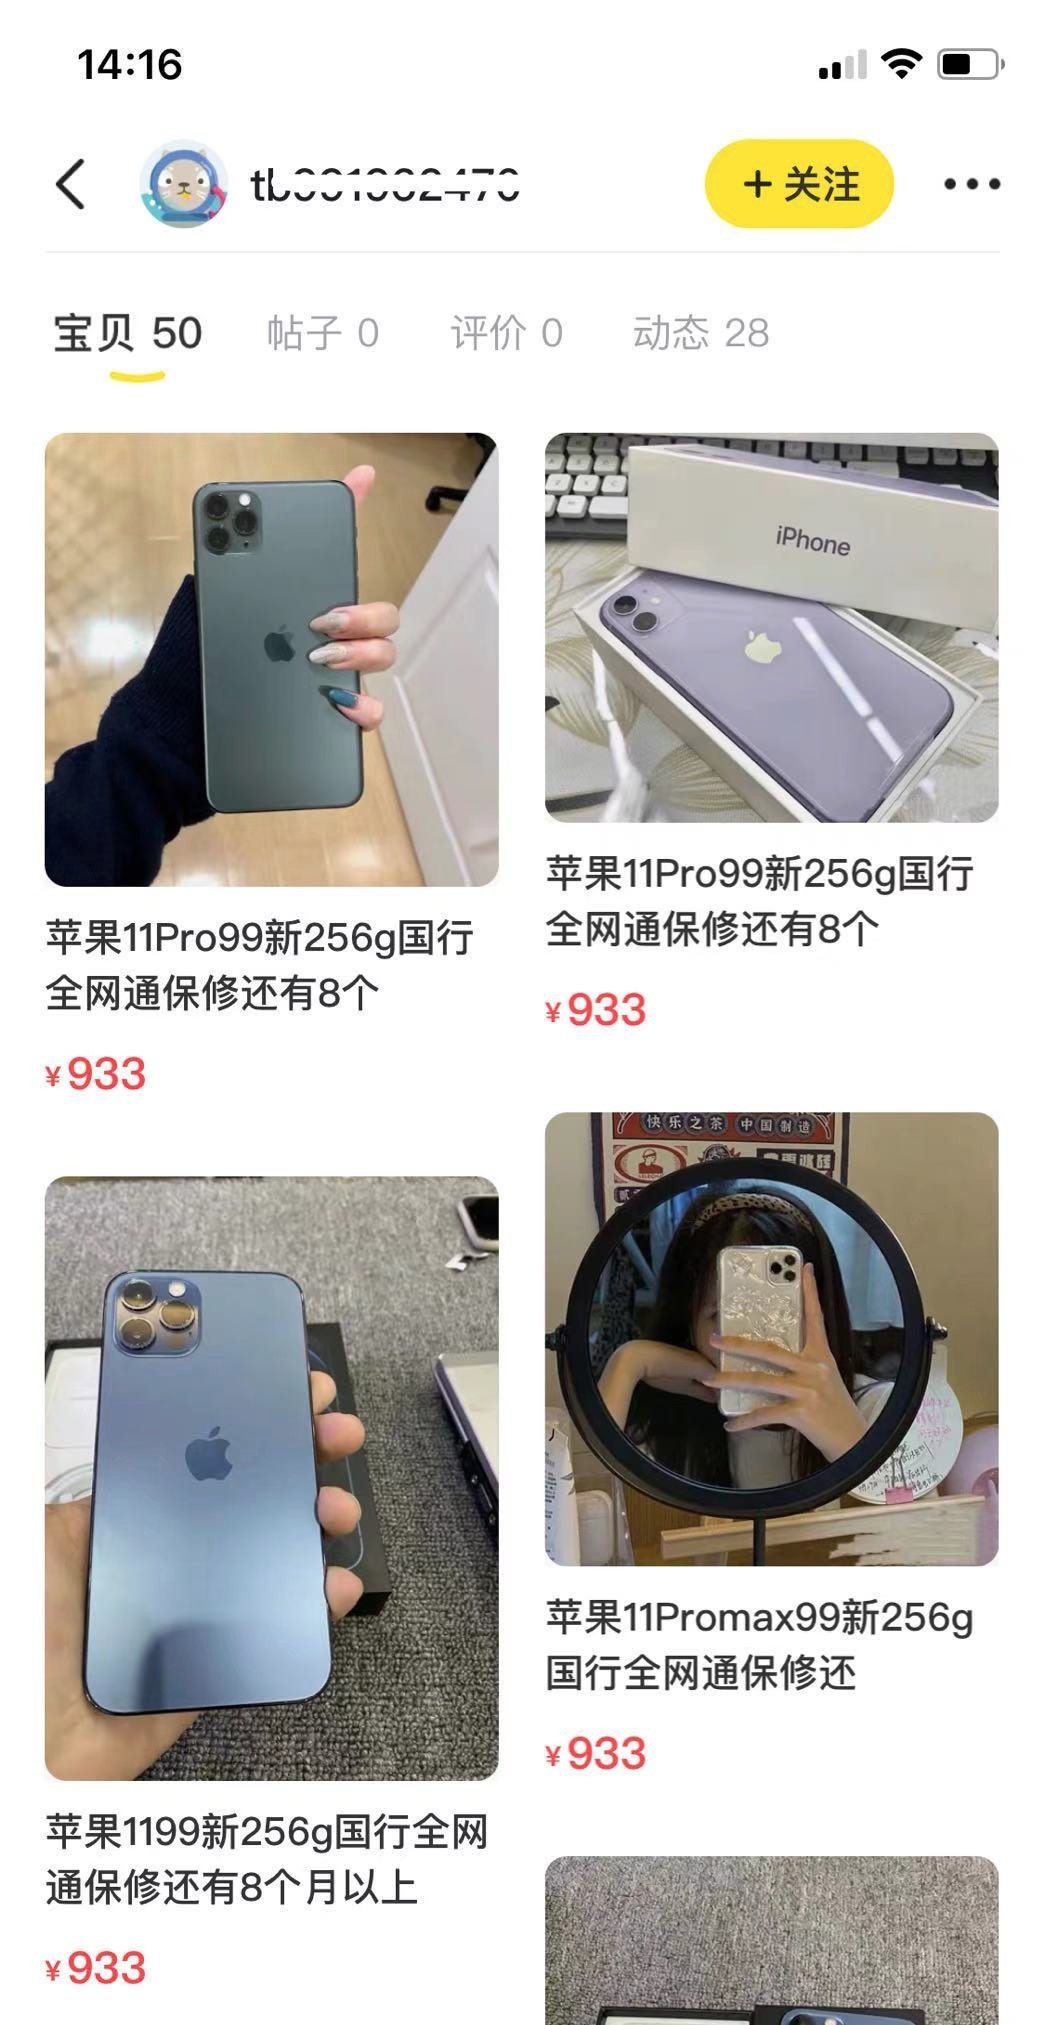 14:16
+ 关注
宝贝 50 帖子 0 评价 0 动态 28
iPhone
苹果11Pro99新256g国行
全网通保修还有8个
¥933
苹果11Pro99新256g国行
全网通保修还有8个
¥933
快乐之茶 中国制造
苹果1199新256g国行全网
通保修还有8个月以上
¥933
苹果11Promax99新256g
国行全网通保修还
¥933